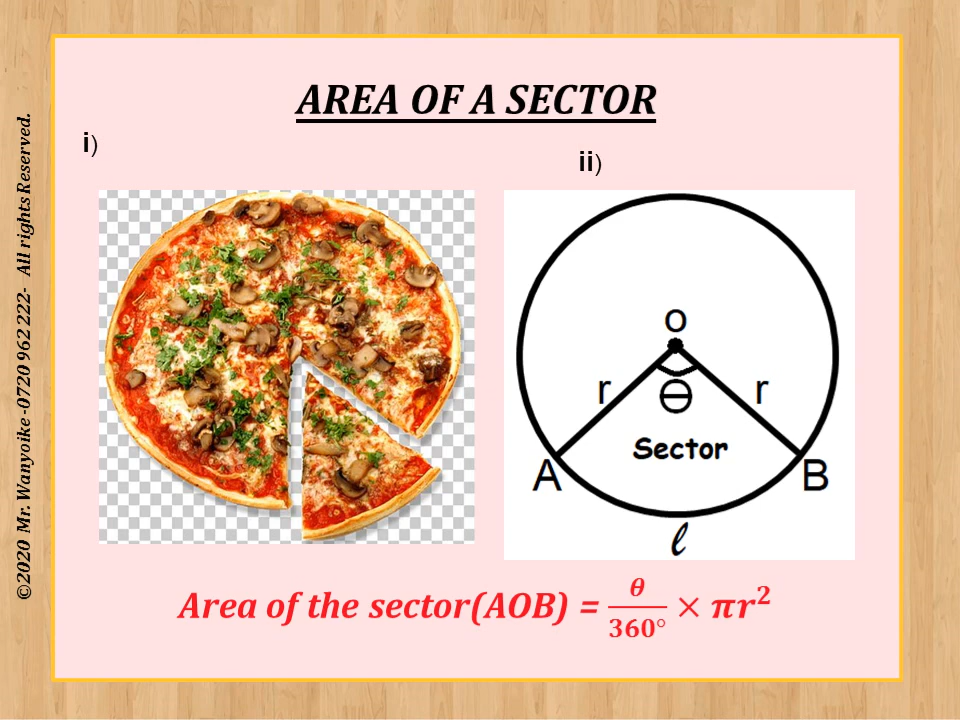 AREA OF A SECTOR
i)
ii)
O
r
r
θ
Sector
A
B
ℓ
Area of the sector(AOB) = θ/360° × πr²
©2020 Mr. Wanyoike -0720 962 222- All rights Reserved.